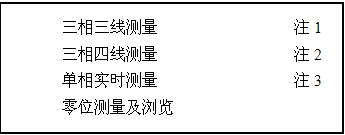 三相三线测量 注 1
三相四线测量 注 2
单相实时测量 注 3
零位测量及浏览